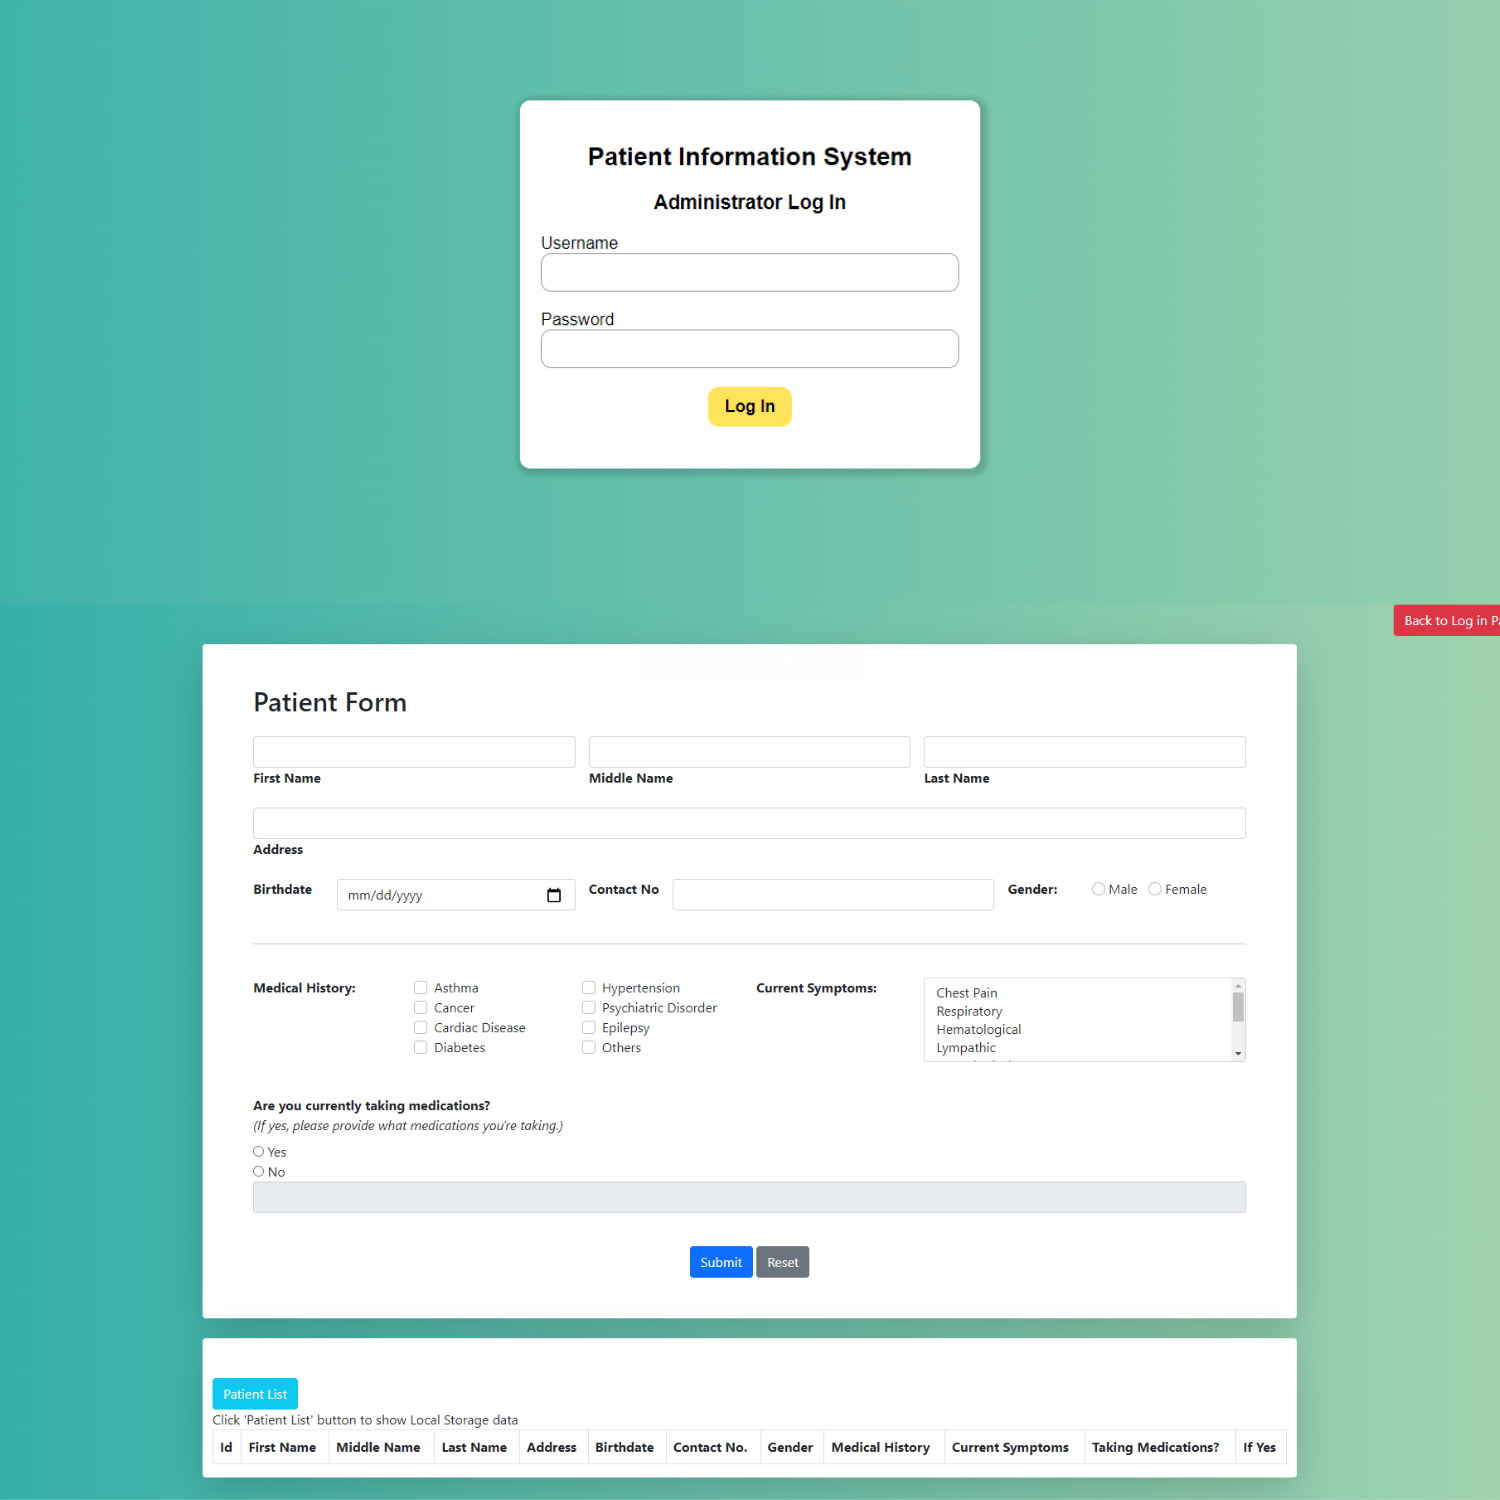 Patient Information System
Administrator Log In
Username
Password
Log In
Back to Log in
Patient Form
First Name Middle Name Last Name
Address
Birthdate mm/dd/yyyy Contact No Gender: Male Female
Medical History: Asthma Hypertension Current Symptoms: Chest Pain
Cancer Psychiatric Disorder Respiratory
Cardiac Disease Epilepsy Hematological
Diabetes Others Lympathic
Are you currently taking medications?
(If yes, please provide what medications you're taking.)
Yes
No
Submit Reset
Patient List
Click 'Patient List' button to show Local Storage data
Id First Name Middle Name Last Name Address Birthdate Contact No. Gender Medical History Current Symptoms Taking Medications? If Yes